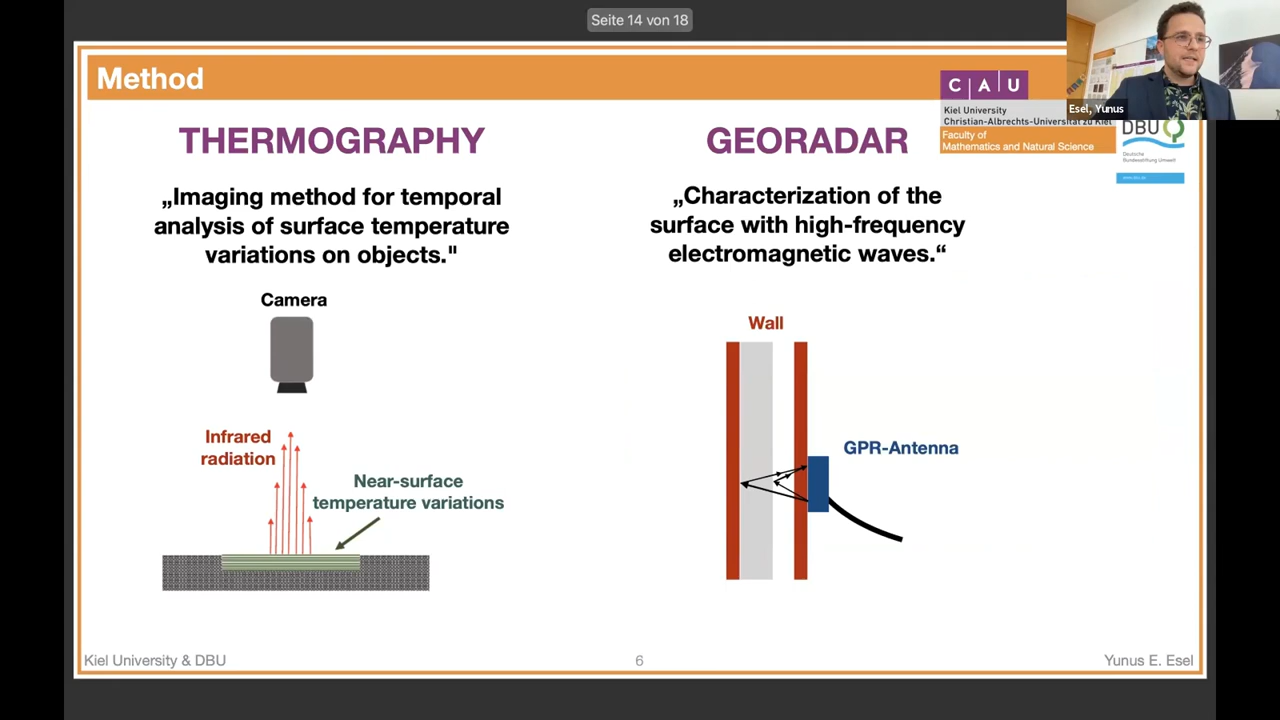 Seite 14 von 18
Method
C A U
Kiel University
Christian-Albrechts-Universität zu Kiel
Faculty of
Mathematics and Natural Science
Esel, Yunus
DBU
Deutsche
Bundesstiftung Umwelt
www.dbu.de
THERMOGRAPHY
„Imaging method for temporal
analysis of surface temperature
variations on objects."
Camera
Infrared
radiation
Near-surface
temperature variations
GEORADAR
„Characterization of the
surface with high-frequency
electromagnetic waves.“
Wall
GPR-Antenna
Kiel University & DBU
6
Yunus E. Esel